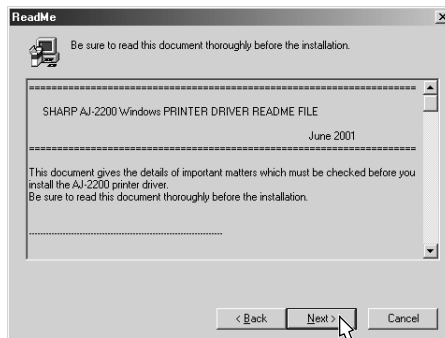 ReadMe
Be sure to read this document thoroughly before the installation.
==========================================================
SHARP AJ-2200 Windows PRINTER DRIVER README FILE
June 2001
==========================================================
This document gives the details of important matters which must be checked before you
install the AJ-2200 printer driver.
Be sure to read this document thoroughly before the installation.
----------------------------------------------------------
< Back
Next >
Cancel